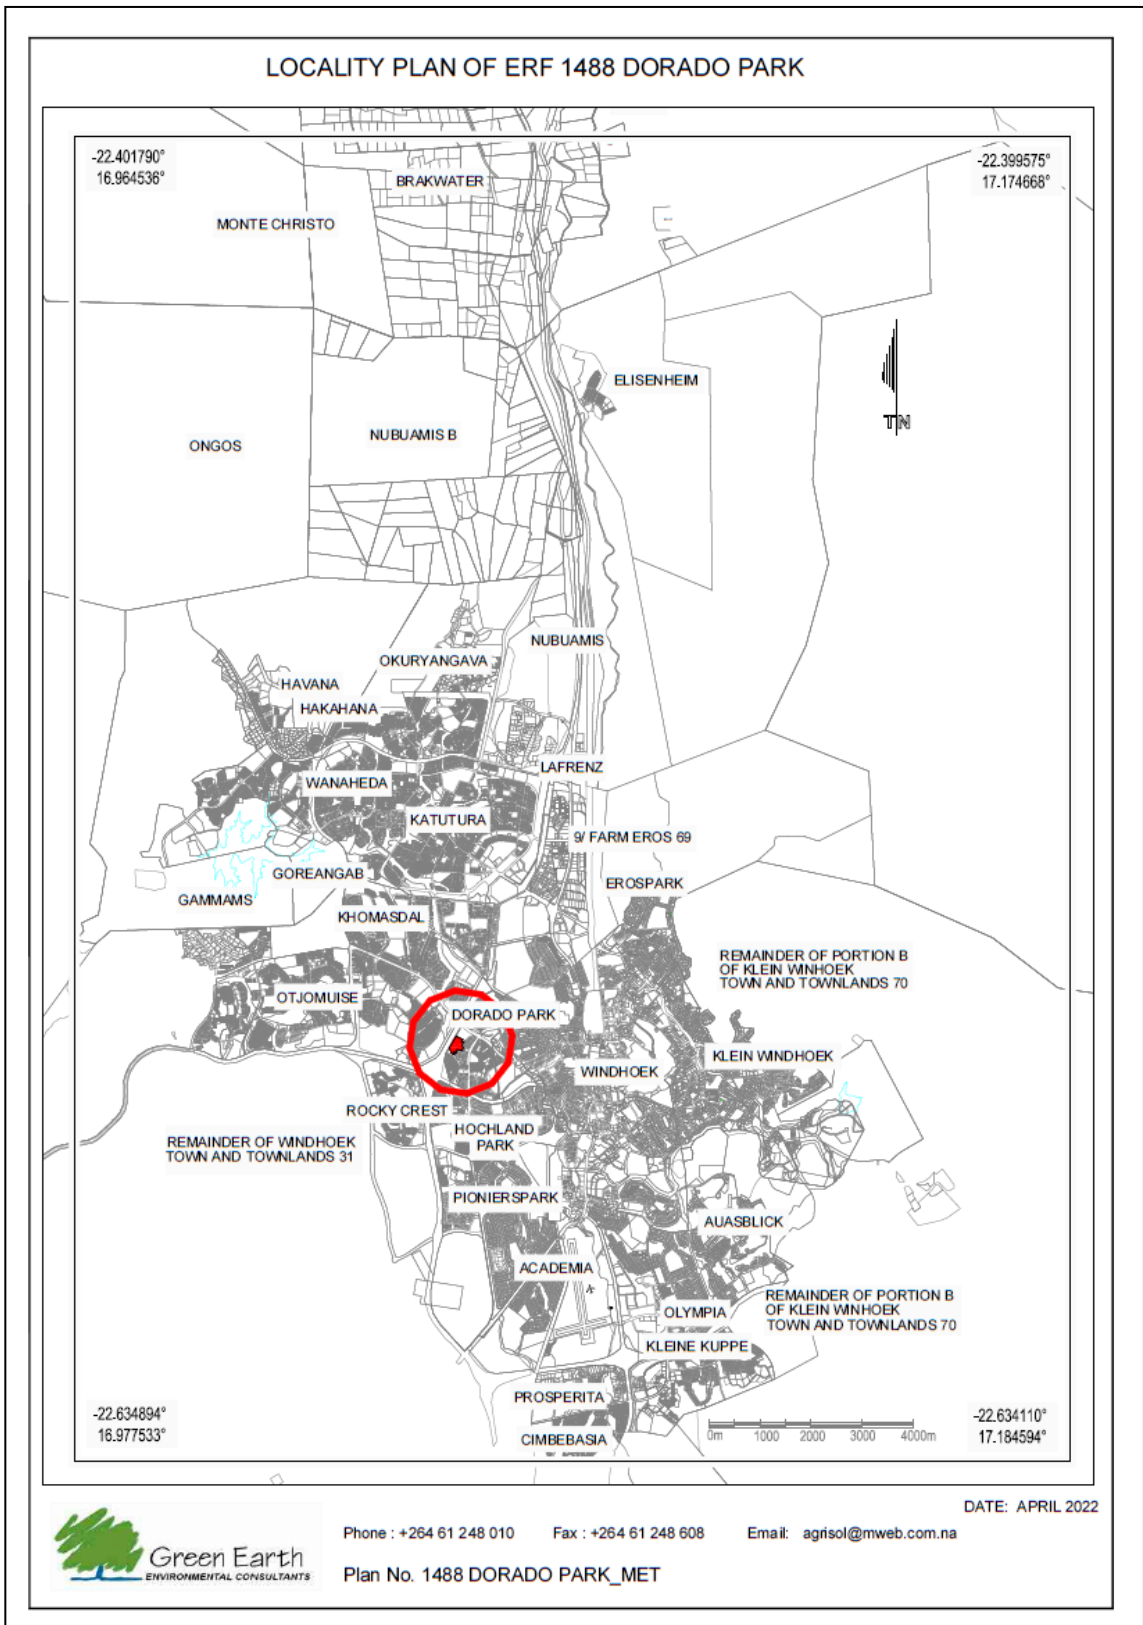 LOCALITY PLAN OF ERF 1488 DORADO PARK
-22.401790°
16.964536°
-22.399575°
17.174668°
BRAKWATER
MONTE CHRISTO
ELISENHEIM
TN
NUBUAMIS B
ONGOS
NUBUAMIS
OKURYANGAVA
HAVANA
HAKAHANA
LAFRENZ
WANAHEDA
KATUTURA
9/ FARM EROS 69
GOREANGAB
EROSPARK
GAMMAMS
KHOMASDAL
REMAINDER OF PORTION B
OF KLEIN WINHOEK
TOWN AND TOWNLANDS 70
OTJOMUISE
DORADO PARK
KLEIN WINDHOEK
WINDHOEK
ROCKY CREST
HOCHLAND
PARK
REMAINDER OF WINDHOEK
TOWN AND TOWNLANDS 31
PIONIERSPARK
AUASBLICK
ACADEMIA
REMAINDER OF PORTION B
OF KLEIN WINHOEK
TOWN AND TOWNLANDS 70
OLYMPIA
KLEINE KUPPE
PROSPERITA
CIMBEBASIA
-22.634894°
16.977533°
0m 1000 2000 3000 4000m
-22.634110°
17.184594°
DATE: APRIL 2022
Phone : +264 61 248 010 Fax : +264 61 248 608 Email: agrisol@mweb.com.na
Green Earth
ENVIRONMENTAL CONSULTANTS
Plan No. 1488 DORADO PARK_MET